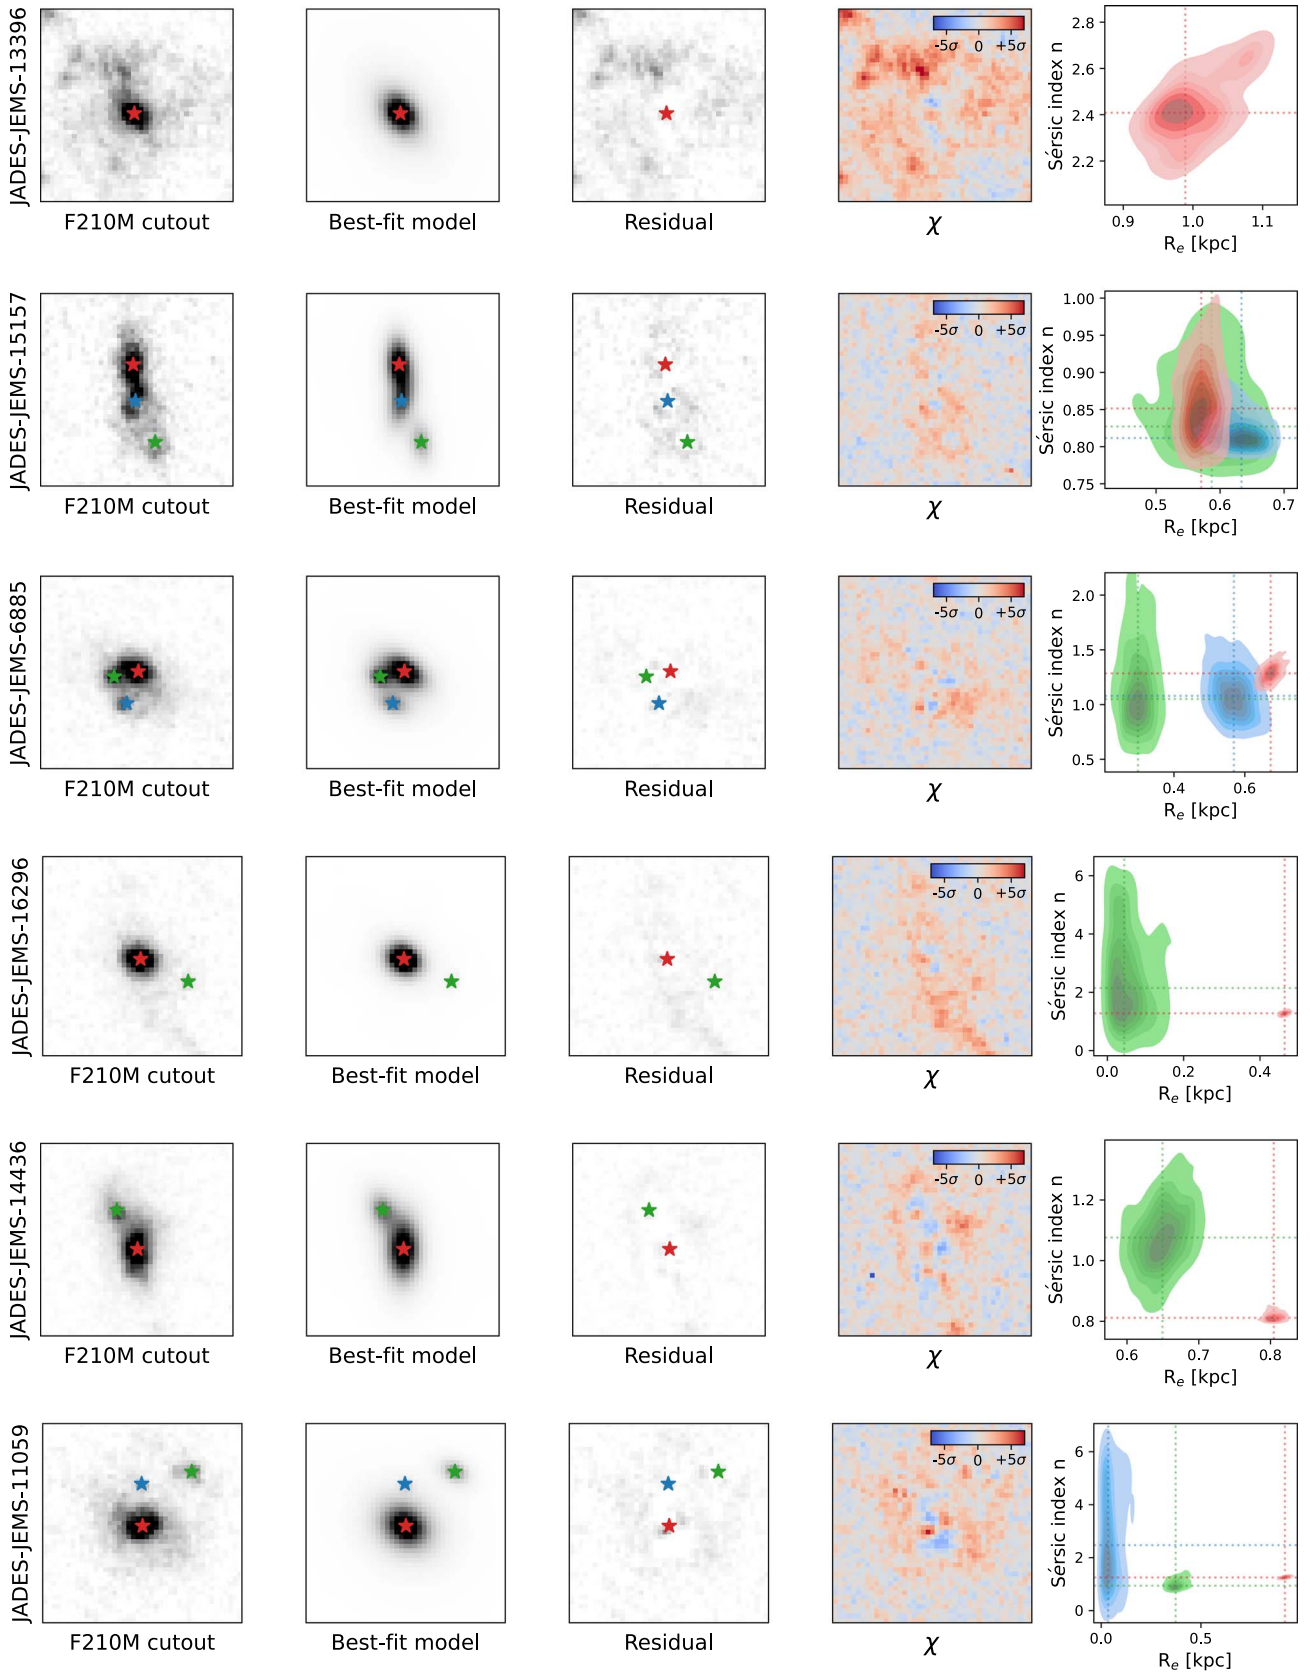 JADES-JEMS-13396
F210M cutout
Best-fit model
Residual
-5σ 0 +5σ
χ
Sérsic index n
2.8
2.6
2.4
2.2
0.9 1.0 1.1
R_e [kpc]
JADES-JEMS-15157
F210M cutout
Best-fit model
Residual
-5σ 0 +5σ
χ
Sérsic index n
1.00
0.95
0.90
0.85
0.80
0.75
0.5 0.6 0.7
R_e [kpc]
JADES-JEMS-6885
F210M cutout
Best-fit model
Residual
-5σ 0 +5σ
χ
Sérsic index n
2.0
1.5
1.0
0.5
0.4 0.6
R_e [kpc]
JADES-JEMS-16296
F210M cutout
Best-fit model
Residual
-5σ 0 +5σ
χ
Sérsic index n
6
4
2
0
0.0 0.2 0.4
R_e [kpc]
JADES-JEMS-14436
F210M cutout
Best-fit model
Residual
-5σ 0 +5σ
χ
Sérsic index n
1.2
1.0
0.8
0.6 0.7 0.8
R_e [kpc]
JADES-JEMS-11059
F210M cutout
Best-fit model
Residual
-5σ 0 +5σ
χ
Sérsic index n
6
4
2
0
0.0 0.5
R_e [kpc]